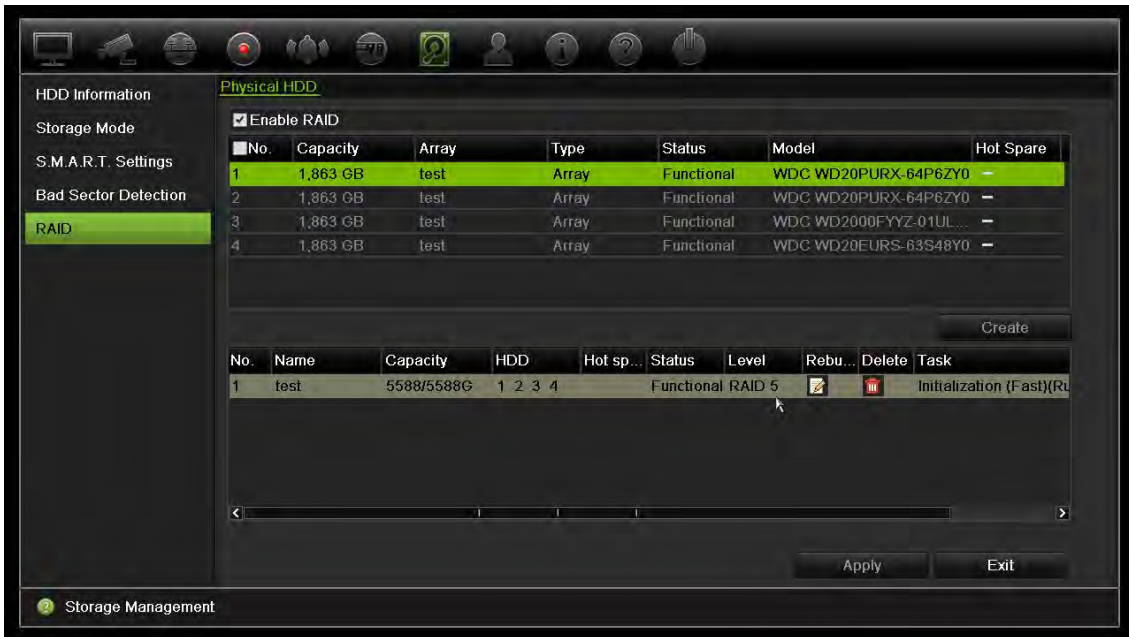 HDD Information
Storage Mode
S.M.A.R.T. Settings
Bad Sector Detection
RAID
Physical HDD
Enable RAID
No. Capacity Array Type Status Model Hot Spare
1 1,863 GB test Array Functional WDC WD20PURX-64P6ZY0 –
2 1,863 GB test Array Functional WDC WD20PURX-64P6ZY0 –
3 1,863 GB test Array Functional WDC WD2000FYYZ-01UL... –
4 1,863 GB test Array Functional WDC WD20EURS-63S48Y0 –
Create
No. Name Capacity HDD Hot sp... Status Level Rebu... Delete Task
1 test 5588/5588G 1 2 3 4 Functional RAID 5 Initialization (Fast)(Ru
Apply Exit
Storage Management